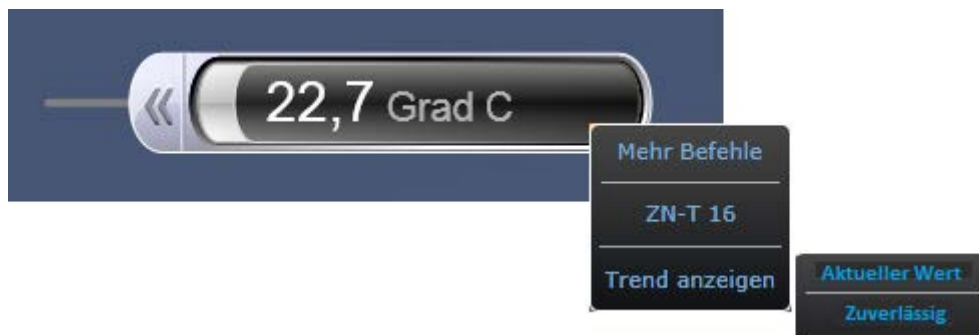 22,7 Grad C
Mehr Befehle
ZN-T 16
Trend anzeigen
Aktueller Wert
Zuverlässig